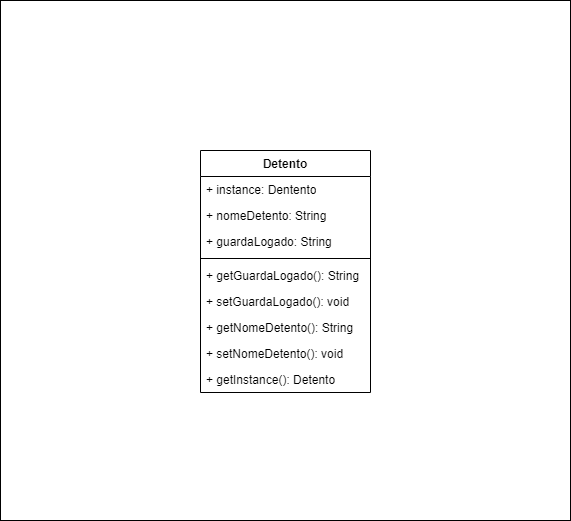 Detento
+ instance: Dentento
+ nomeDetento: String
+ guardaLogado: String
+ getGuardaLogado(): String
+ setGuardaLogado(): void
+ getNomeDetento(): String
+ setNomeDetento(): void
+ getInstance(): Detento